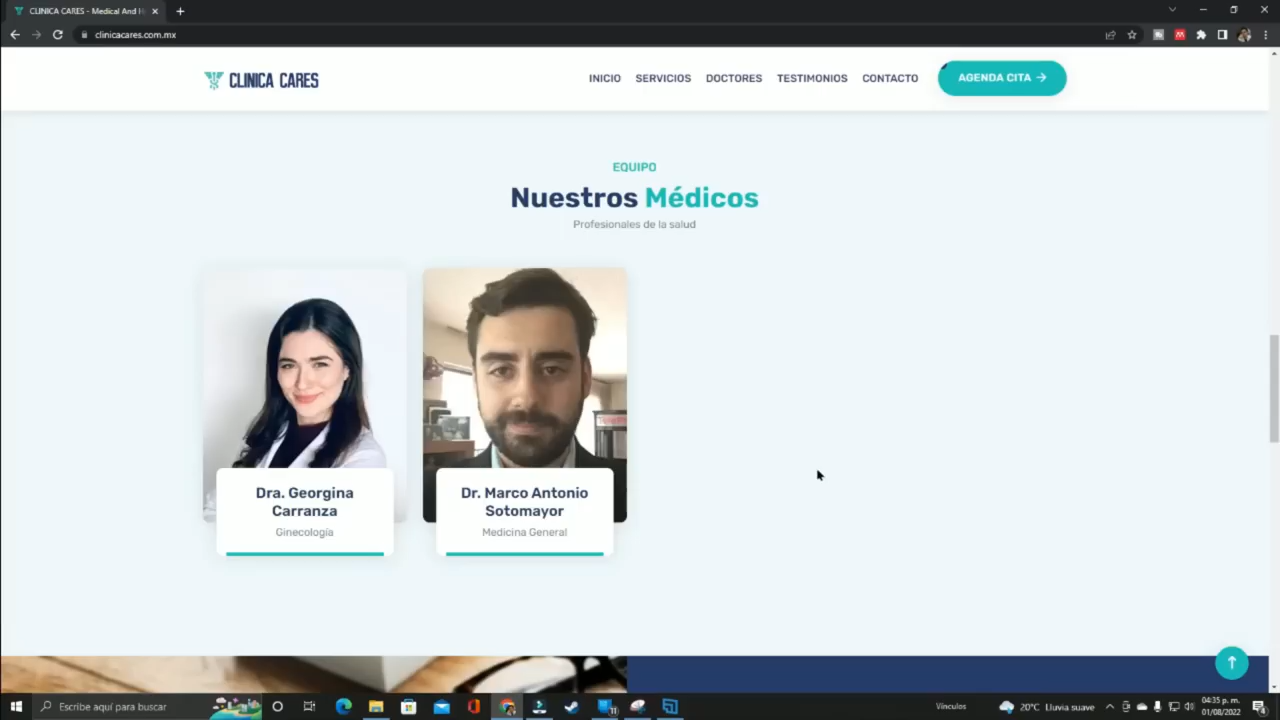 CLINICA CARES - Medical And H
clinicacares.com.mx
CLINICA CARES
INICIO SERVICIOS DOCTORES TESTIMONIOS CONTACTO AGENDA CITA →
EQUIPO
Nuestros Médicos
Profesionales de la salud
Dra. Georgina
Carranza
Ginecología
Dr. Marco Antonio
Sotomayor
Medicina General
Escribe aquí para buscar
Vínculos
20°C Lluvia suave
04:35 p. m.
01/08/2022